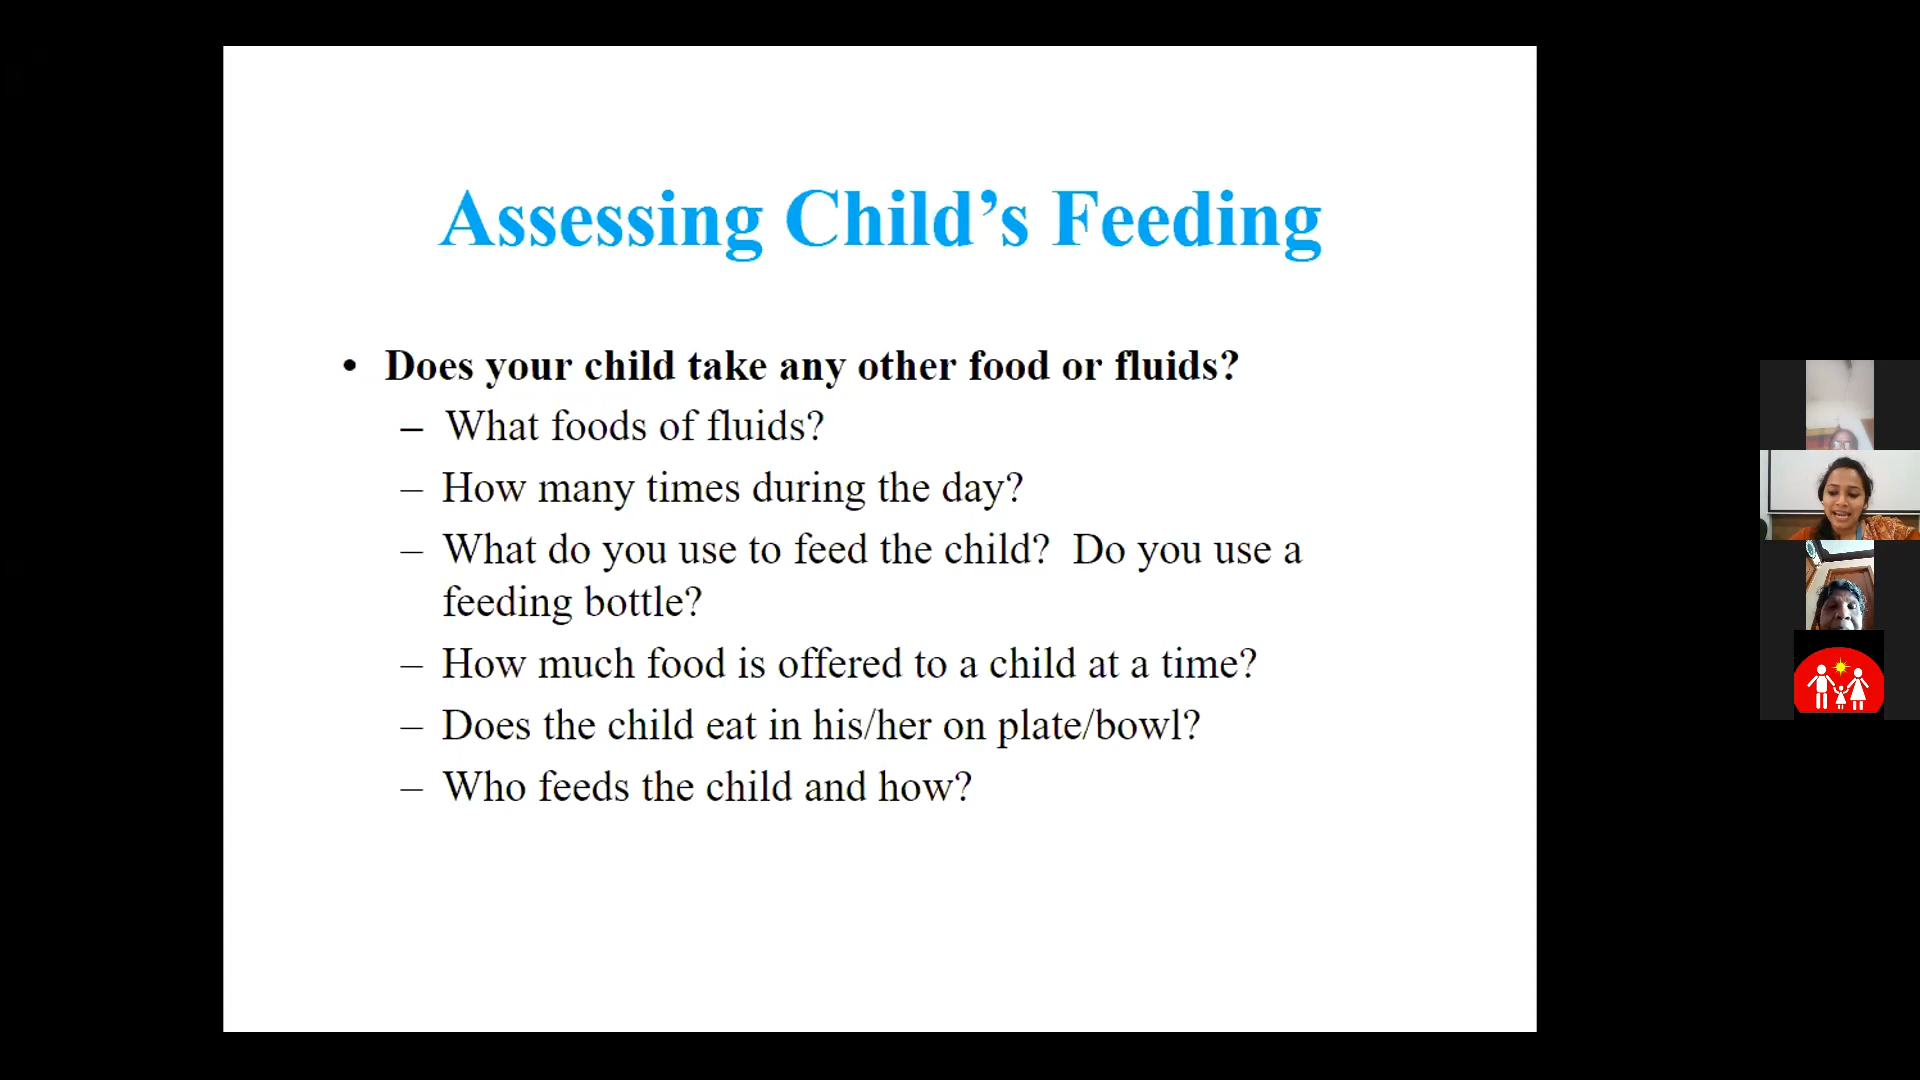 Assessing Child’s Feeding
• Does your child take any other food or fluids?
– What foods of fluids?
– How many times during the day?
– What do you use to feed the child? Do you use a
feeding bottle?
– How much food is offered to a child at a time?
– Does the child eat in his/her on plate/bowl?
– Who feeds the child and how?